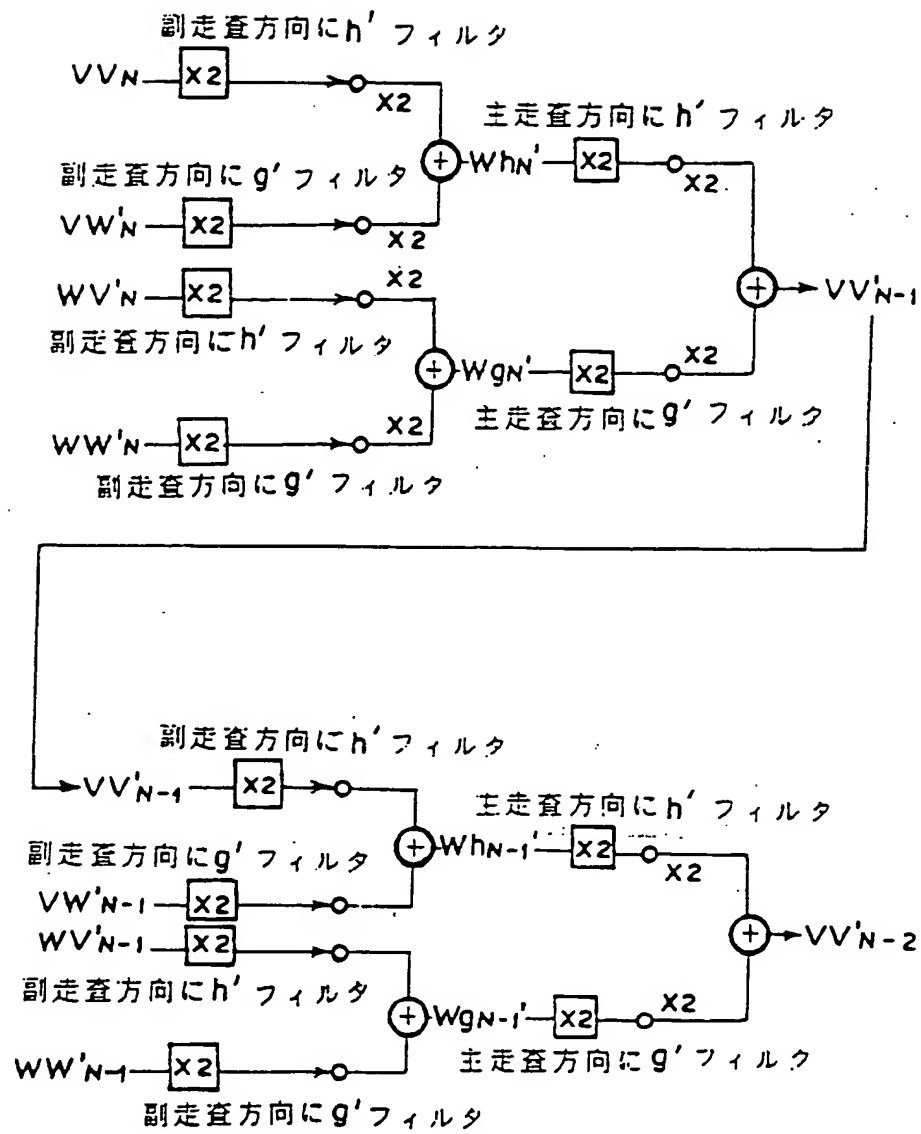 副走査方向にh' フィルタ
VVN X2 X2
主走査方向にh' フィルタ
WhN' X2 X2
副走査方向にg' フィルタ
VW'N X2 X2
WV'N X2 X2
VV'N-1
副走査方向にh' フィルタ
WgN' X2 X2
主走査方向にg' フィルタ
WW'N X2 X2
副走査方向にg' フィルタ
副走査方向にh' フィルタ
VV'N-1 X2
主走査方向にh' フィルタ
WhN-1' X2 X2
副走査方向にg' フィルタ
VW'N-1 X2
WV'N-1 X2
VV'N-2
副走査方向にh' フィルタ
WgN-1' X2 X2
主走査方向にg' フィルタ
WW'N-1 X2
副走査方向にg' フィルタ